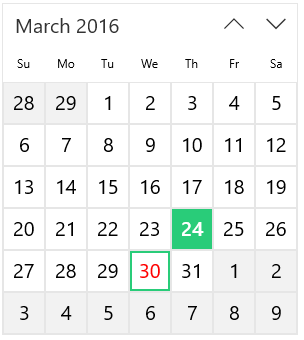 March 2016
Su Mo Tu We Th Fr Sa
28 29 1 2 3 4 5
6 7 8 9 10 11 12
13 14 15 16 17 18 19
20 21 22 23 24 25 26
27 28 29 30 31 1 2
3 4 5 6 7 8 9